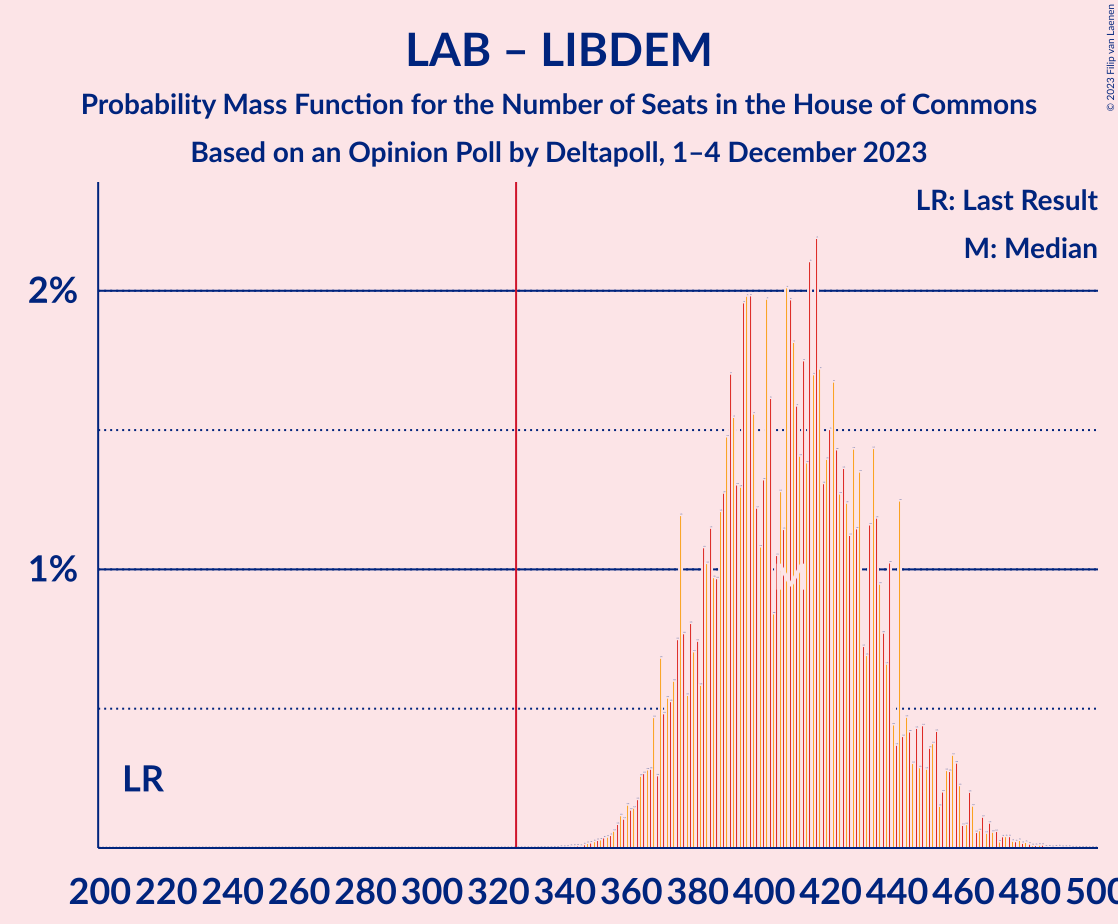 LAB – LIBDEM
Probability Mass Function for the Number of Seats in the House of Commons
Based on an Opinion Poll by Deltapoll, 1–4 December 2023
© 2023 Filip van Laenen
LR: Last Result
M: Median
2%
1%
M
LR
200 220 240 260 280 300 320 340 360 380 400 420 440 460 480 500